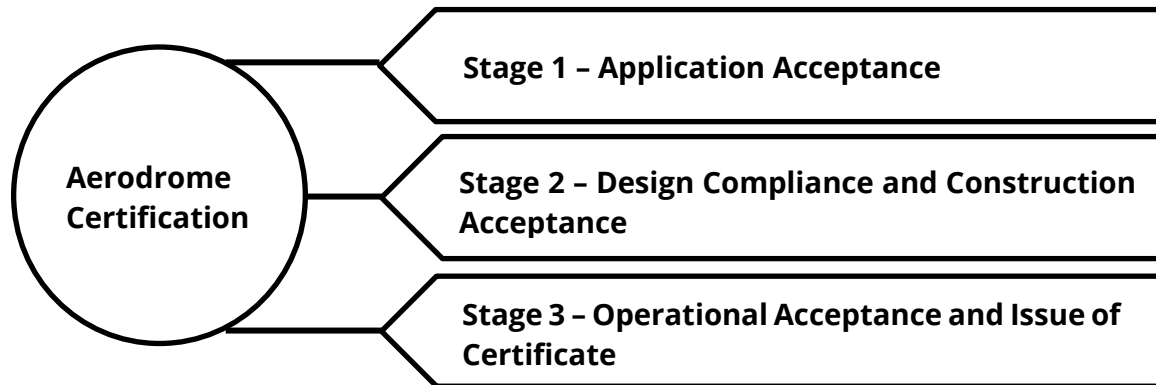 Aerodrome
Certification
Stage 1 – Application Acceptance
Stage 2 – Design Compliance and Construction
Acceptance
Stage 3 – Operational Acceptance and Issue of
Certificate